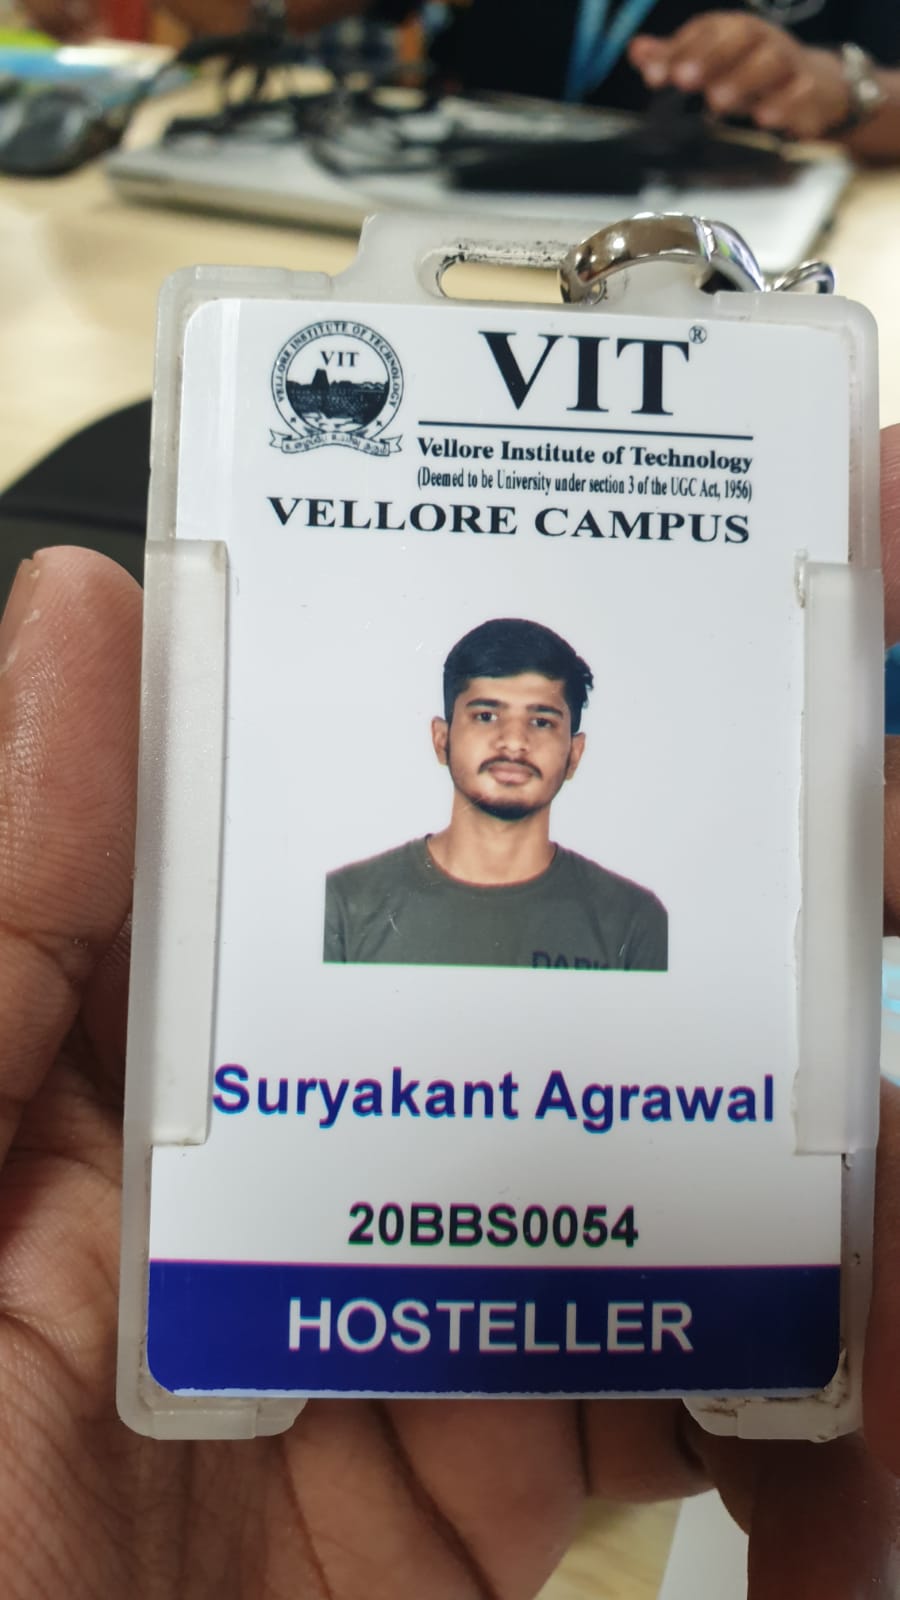 VELLORE INSTITUTE OF TECHNOLOGY
VIT
VIT®
Vellore Institute of Technology
(Deemed to be University under section 3 of the UGC Act, 1956)
VELLORE CAMPUS
Suryakant Agrawal
20BBS0054
HOSTELLER